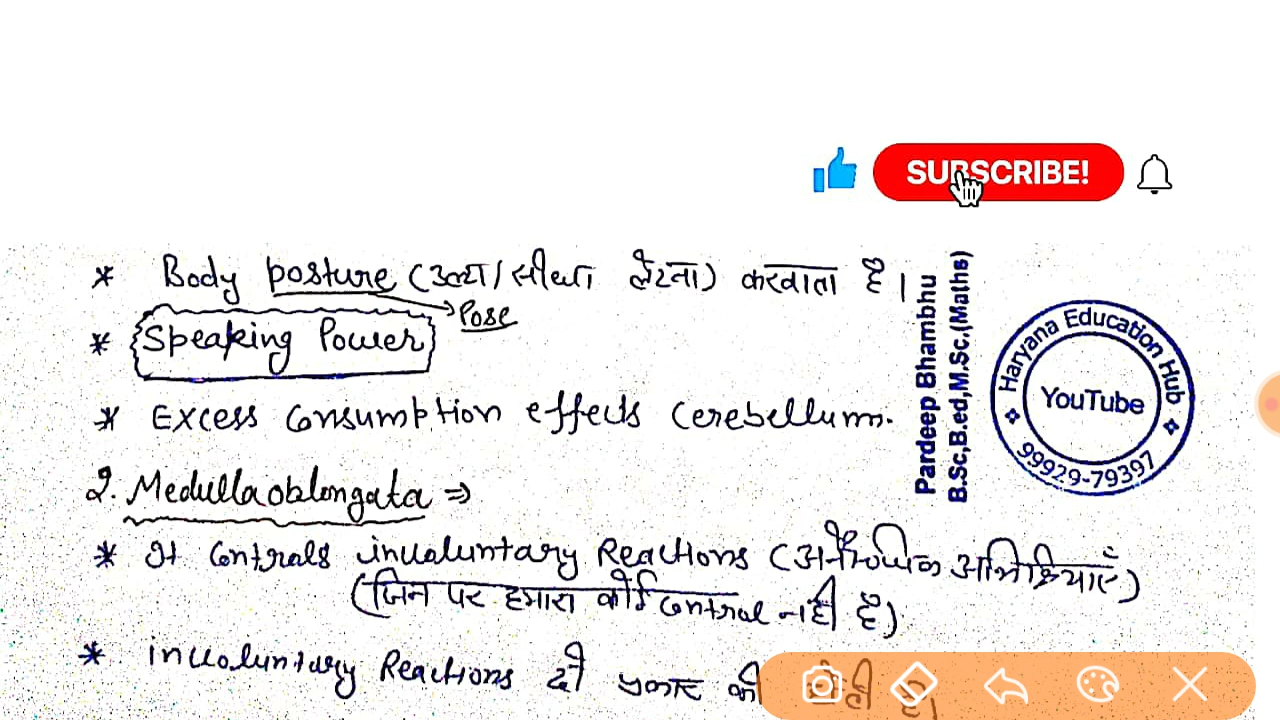 SUBSCRIBE!
* Body posture (उल्टा/सीधा लेटना) करवाता है।
→ Pose
* Speaking Power
* Excess Consumption effects Cerebellum.
2. Medulla oblongata ⇒
* It Controls involuntary Reactions (अनैच्छिक अभिक्रियाएँ)
(जिन पर हमारा कोई Control नहीं है)
* involuntary Reactions दो प्रकार की होती है।
Pardeep Bhambhu
B.Sc,B.ed,M.Sc.(Maths)
Haryana Education Hub
YouTube
99929-79397